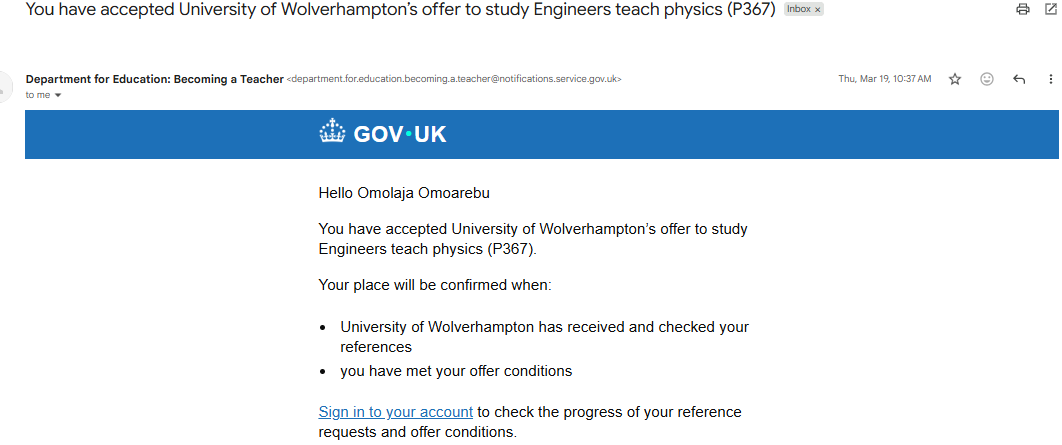 You have accepted University of Wolverhampton's offer to study Engineers teach physics (P367) Inbox ×
Department for Education: Becoming a Teacher <department.for.education.becoming.a.teacher@notifications.service.gov.uk> Thu, Mar 19, 10:37 AM
to me
GOV·UK
Hello Omolaja Omoarebu
You have accepted University of Wolverhampton's offer to study
Engineers teach physics (P367).
Your place will be confirmed when:
• University of Wolverhampton has received and checked your
references
• you have met your offer conditions
Sign in to your account to check the progress of your reference
requests and offer conditions.